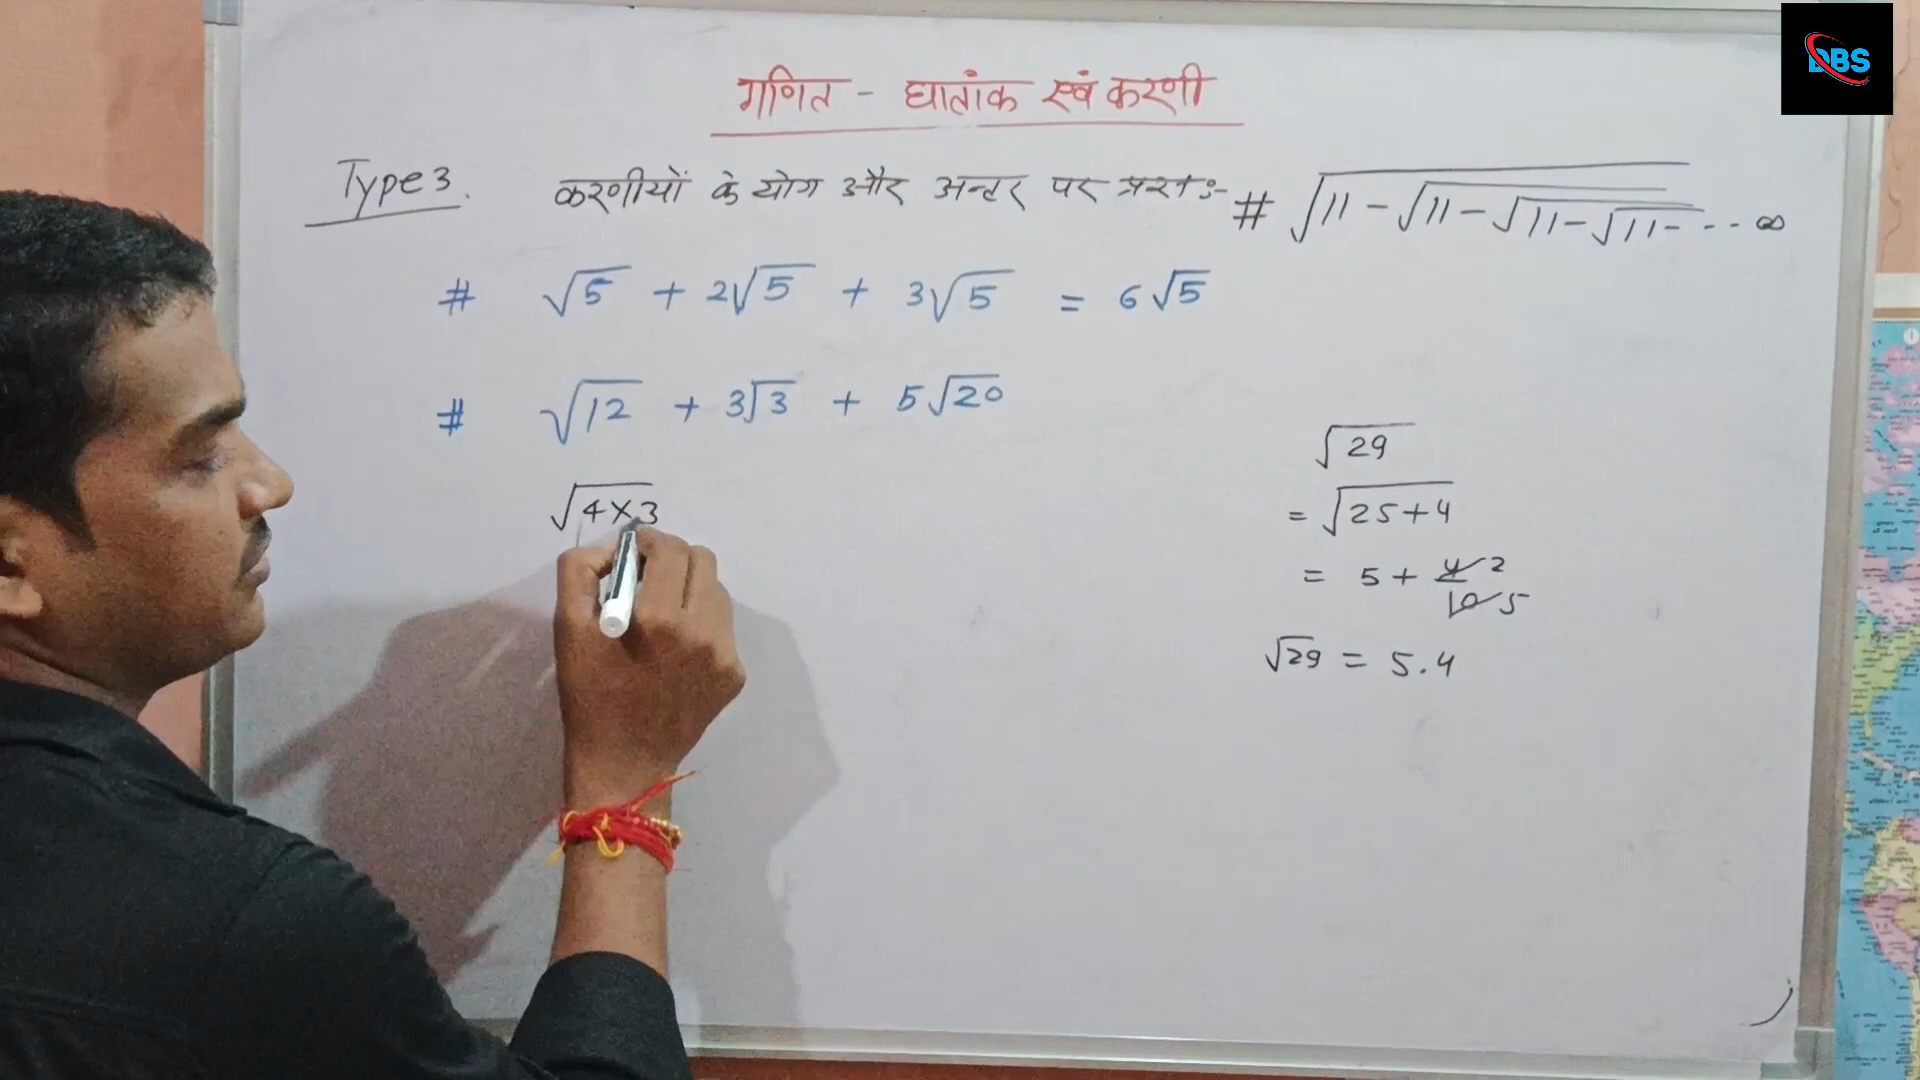 DBS
गणित - घातांक एवं करणी
Type 3. करणीयों के योग और अन्तर पर प्रश्न :-
# √11 - √11 - √11 - √11 - - - ∞
# √5 + 2√5 + 3√5 = 6√5
# √12 + 3√3 + 5√20
√4×3
√29
= √25+4
= 5 + 4 2
10 5
√29 = 5.4